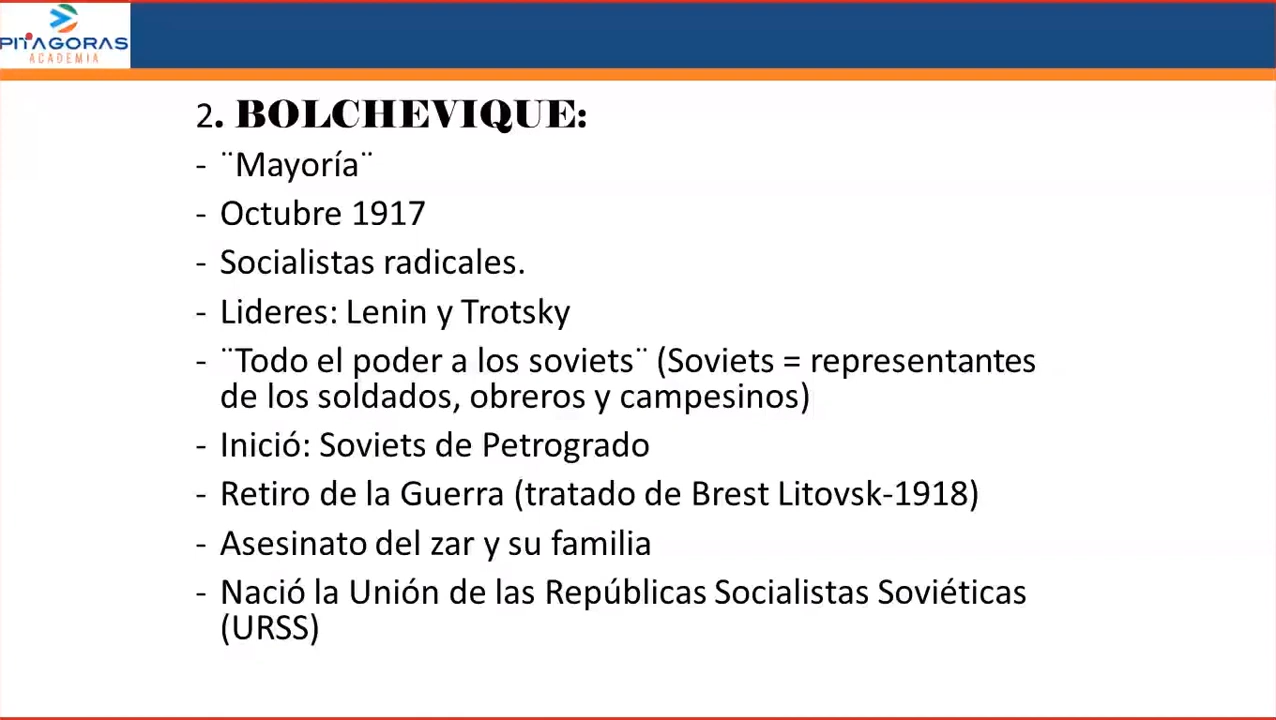 PITAGORAS
ACADEMIA
2. BOLCHEVIQUE:
- ¨Mayoría¨
- Octubre 1917
- Socialistas radicales.
- Lideres: Lenin y Trotsky
- ¨Todo el poder a los soviets¨ (Soviets = representantes
de los soldados, obreros y campesinos)
- Inició: Soviets de Petrogrado
- Retiro de la Guerra (tratado de Brest Litovsk-1918)
- Asesinato del zar y su familia
- Nació la Unión de las Repúblicas Socialistas Soviéticas
(URSS)